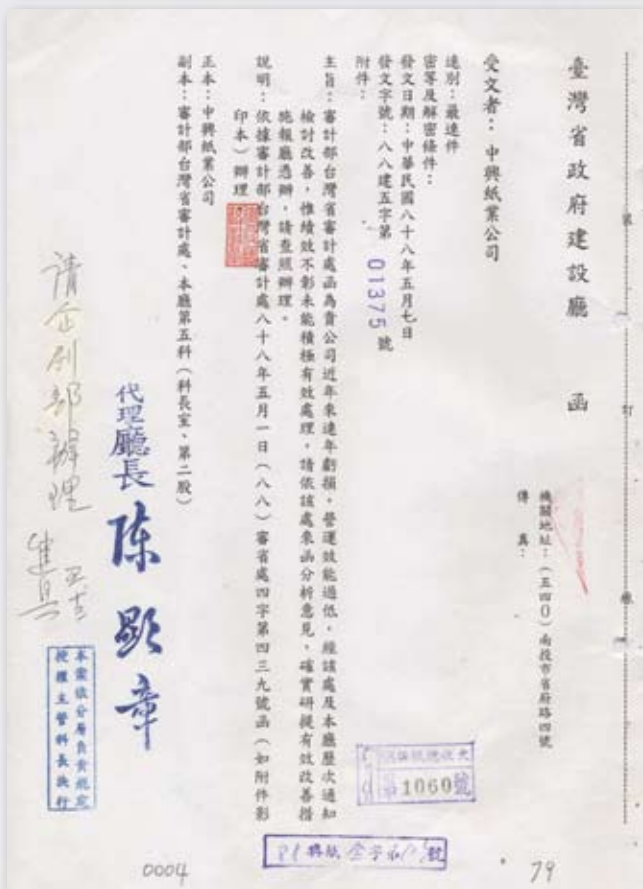 臺灣省政府建設廳 函
機關地址：（五四〇）南投市省府路四號
傳 真：
受文者：中興紙業公司
速別：最速件
密等及解密條件：
發文日期：中華民國八十八年五月七日
發文字號：八八建五字第01375號
附件：
主旨：審計部台灣省審計處函為貴公司近年來連年虧損，營運效能過低，經該處及本廳歷次通知
檢討改善，惟績效不彰未能積極有效處理，請依該處來函分析意見，確實研提有效改善措
施報廳憑辦，請查照辦理。
說明：依據審計部台灣省審計處八十八年五月一日（八八）審省處四字第四三九號函（如附件影
印本）辦理
正本：中興紙業公司
副本：審計部台灣省審計處、本廳第五科（科長室、第二股）
代理廳長 陳顯章
本案依分層負責規定
授權主管科長決行
請企劃部辦理
第1060號
號
0004
79
裝
訂
線